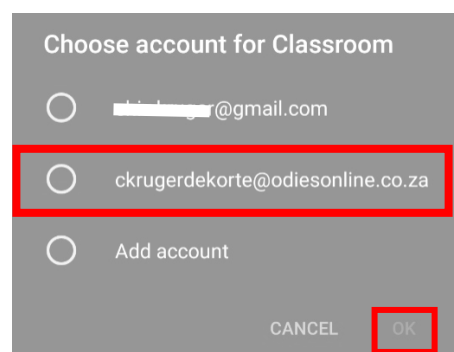 Choose account for Classroom
@gmail.com
ckrugerdekorte@odiesonline.co.za
Add account
CANCEL OK